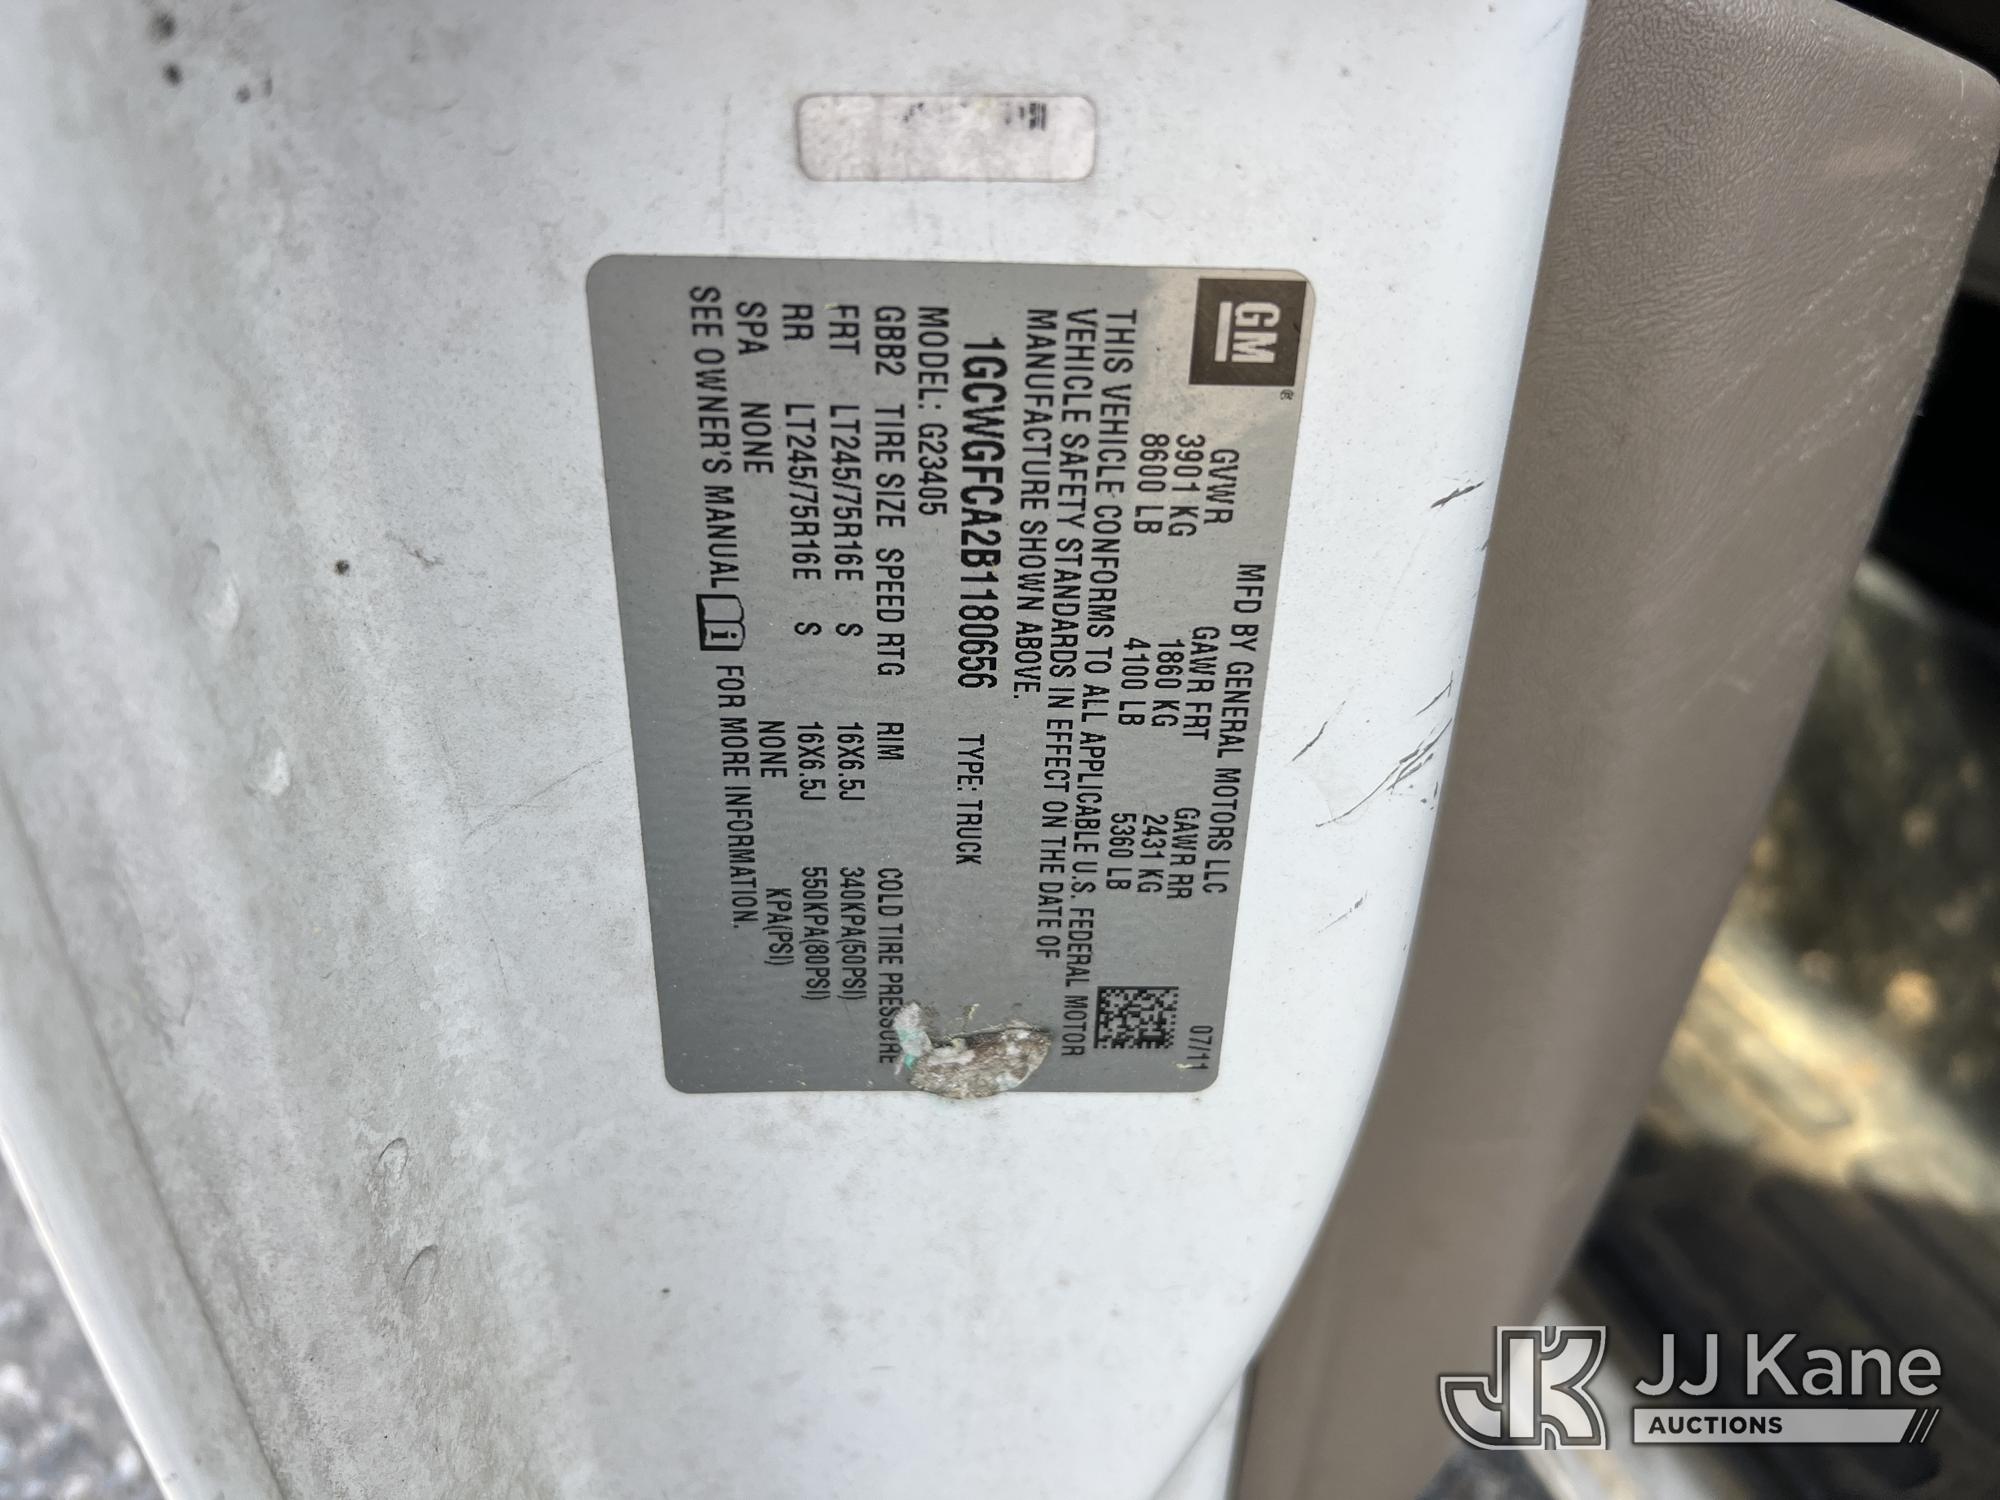 GM®
MFD BY GENERAL MOTORS LLC 07/11
GVWR GAWR FRT GAWR RR
3901 KG 1860 KG 2431 KG
8600 LB 4100 LB 5360 LB
THIS VEHICLE CONFORMS TO ALL APPLICABLE U.S. FEDERAL MOTOR
VEHICLE SAFETY STANDARDS IN EFFECT ON THE DATE OF
MANUFACTURE SHOWN ABOVE.
1GCWGFCA2B1180656 TYPE: TRUCK
MODEL: G23405
GBB2 TIRE SIZE SPEED RTG RIM COLD TIRE PRESSURE
FRT LT245/75R16E S 16X6.5J 340KPA(50PSI)
RR LT245/75R16E S 16X6.5J 550KPA(80PSI)
SPA NONE NONE KPA(PSI)
SEE OWNER'S MANUAL i FOR MORE INFORMATION.
JK JJ Kane
AUCTIONS